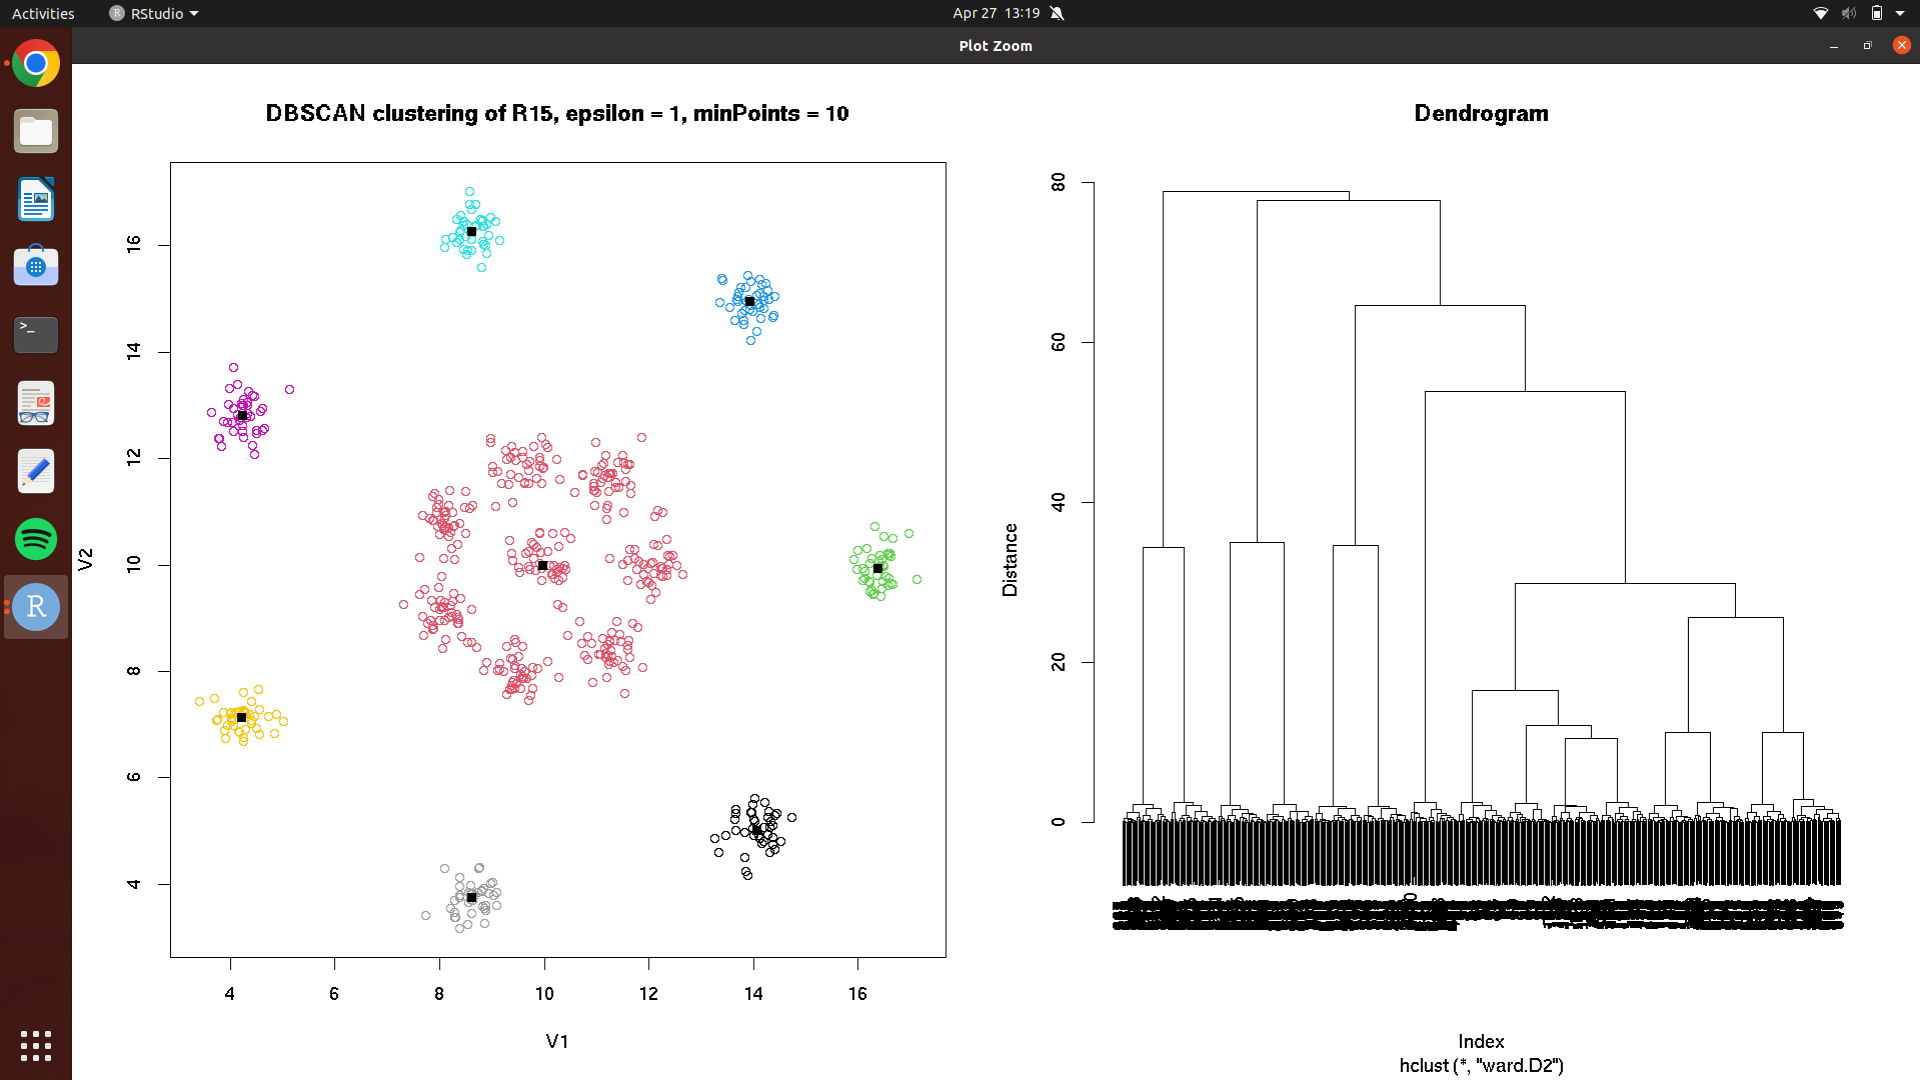 Activities
RStudio
Apr 27 13:19
Plot Zoom
DBSCAN clustering of R15, epsilon = 1, minPoints = 10
V2
16
14
12
10
8
6
4
4 6 8 10 12 14 16
V1
Dendrogram
Distance
80
60
40
20
0
Index
hclust (*, "ward.D2")
>_
R